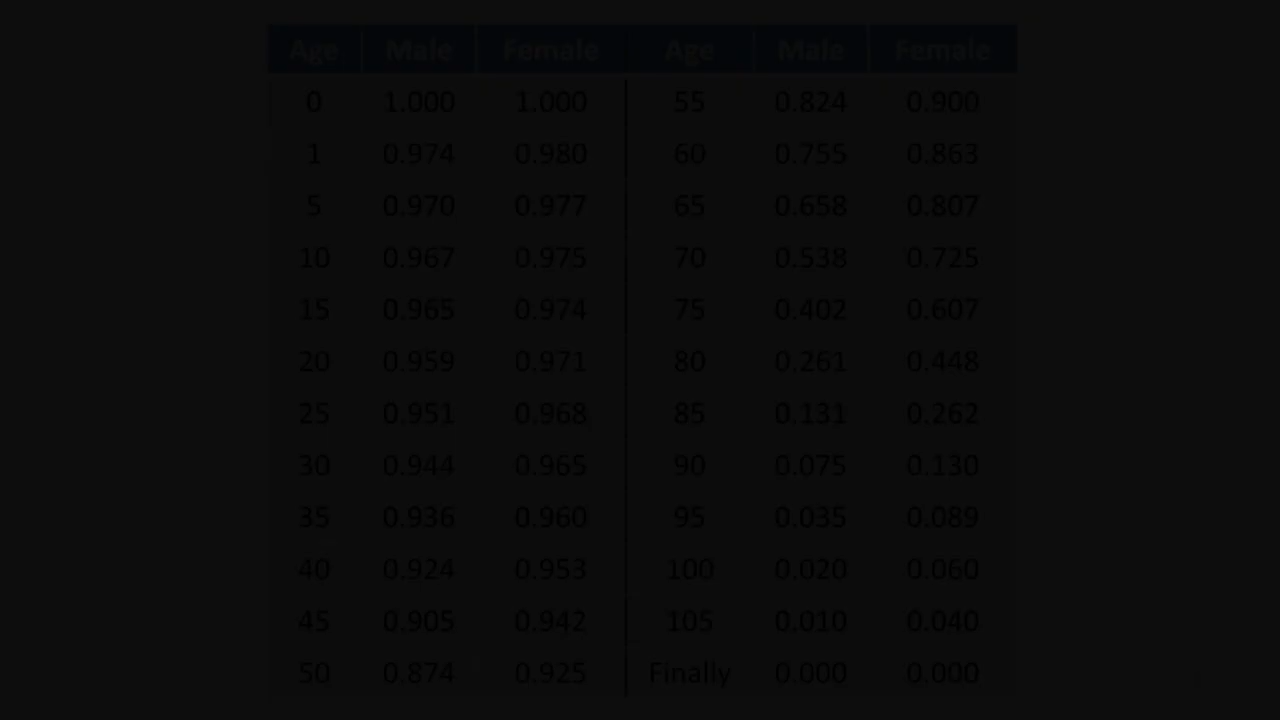 Age Male Female Age Male Female
0 1.000 1.000 55 0.824 0.900
1 0.974 0.980 60 0.755 0.863
5 0.970 0.977 65 0.658 0.807
10 0.967 0.975 70 0.538 0.725
15 0.965 0.974 75 0.402 0.607
20 0.959 0.971 80 0.261 0.448
25 0.951 0.968 85 0.131 0.262
30 0.944 0.965 90 0.075 0.130
35 0.936 0.960 95 0.035 0.089
40 0.924 0.953 100 0.020 0.060
45 0.905 0.942 105 0.010 0.040
50 0.874 0.925 Finally 0.000 0.000